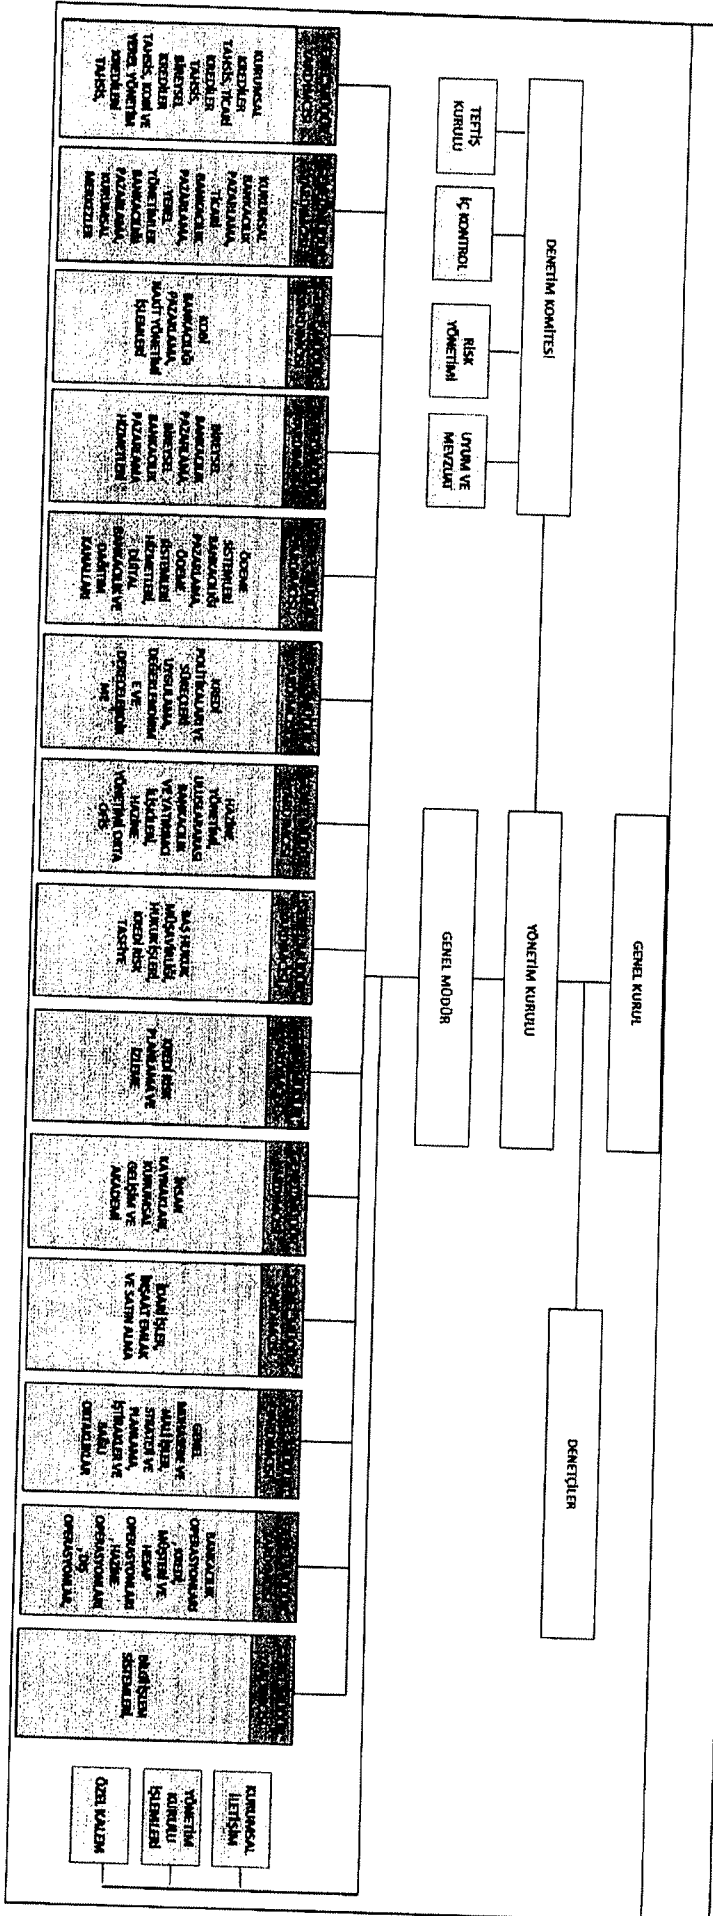 GENEL KURUL
DENETÇİLER
YÖNETİM KURULU
GENEL MÜDÜR
DENETİM KOMİTESİ
TEFTİŞ
KURULU
İÇ KONTROL
RİSK
YÖNETİMİ
UYUM VE
MEVZUAT
KURUMSAL
KREDİLER
TAHSİS, TİCARİ
KREDİLER
TAHSİS,
BİREYSEL
KREDİLER
TAHSİS, KOBİ VE
YEREL YÖNETİM
KREDİLERİ
TAHSİS,
KURUMSAL
BANKACILIK
PAZARLAMA,
TİCARİ
BANKACILIK
PAZARLAMA,
YEREL
YÖNETİMLER
BANKACILIĞI
PAZARLAMA,
KURUMSAL
MERKEZLER
KOBİ
BANKACILIĞI
PAZARLAMA,
NAKİT YÖNETİMİ
İŞLEMLERİ
BİREYSEL
BANKACILIK
PAZARLAMA,
BİREYSEL
BANKACILIK
PAZARLAMA
HİZMETLERİ
ÖDEME
SİSTEMLERİ
BANKACILIĞI
PAZARLAMA,
ÖDEME
SİSTEMLERİ
HİZMETLERİ,
DİJİTAL
BANKACILIK VE
DAĞITIM
KANALLARI
KREDİ
POLİTİKALARI VE
SÜREÇLERİ
UYGULAMA,
DEĞERLENDİRM
E VE
DERECELENDİR
ME
HAZİNE
YÖNETİMİ,
ULUSLARARASI
BANKACILIK
VE YATIRIMCI
İLİŞKİLERİ,
HAZİNE
YÖNETİMİ ORTA
OFİS,
BAŞ HUKUK
MÜŞAVİRLİĞİ,
HUKUK İŞLERİ,
KREDİ RİSK
TASFİYE
KREDİ RİSK
PLANLAMA VE
İZLEME
İNSAN
KAYNAKLARI,
KURUMSAL
GELİŞİM VE
AKADEMİ
İDARİ İŞLER,
İNŞAAT EMLAK
VE SATIN ALMA
GENEL
MUHASEBE VE
MALİ İŞLER,
STRATEJİ VE
PLANLAMA,
İŞTİRAKLER VE
BAĞLI
ORTAKLIKLAR
BANKACILIK
OPERASYONLARI
, KREDİ
MÜŞTERİ VE
HESAP
OPERASYONLARI
, HAZİNE
OPERASYONLARI
, DIŞ
OPERASYONLAR,
BİLGİ İŞLEM
SİSTEMLERİ,
KURUMSAL
İLETİŞİM
YÖNETİM
KURULU
İŞLEMLERİ
ÖZEL KALEM